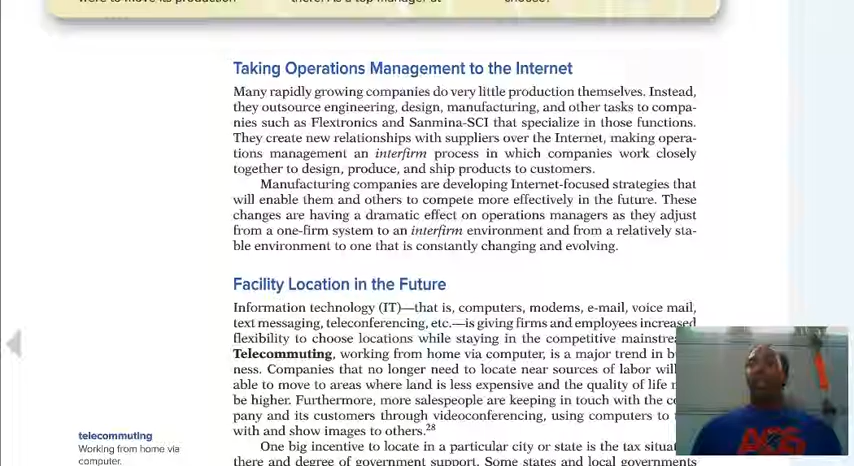 were to move its production
there? As a top manager at
choose?
Taking Operations Management to the Internet
Many rapidly growing companies do very little production themselves. Instead,
they outsource engineering, design, manufacturing, and other tasks to compa-
nies such as Flextronics and Sanmina-SCI that specialize in those functions.
They create new relationships with suppliers over the Internet, making opera-
tions management an interfirm process in which companies work closely
together to design, produce, and ship products to customers.
Manufacturing companies are developing Internet-focused strategies that
will enable them and others to compete more effectively in the future. These
changes are having a dramatic effect on operations managers as they adjust
from a one-firm system to an interfirm environment and from a relatively sta-
ble environment to one that is constantly changing and evolving.
Facility Location in the Future
Information technology (IT)—that is, computers, modems, e-mail, voice mail,
text messaging, teleconferencing, etc.—is giving firms and employees increased
flexibility to choose locations while staying in the competitive
Telecommuting, working from home via computer, is a major trend in
ness. Companies that no longer need to locate near sources of labor
able to move to areas where land is less expensive and the quality of life
be higher. Furthermore, more salespeople are keeping in touch with the
pany and its customers through videoconferencing, using computers to
with and show images to others.28
One big incentive to locate in a particular city or state is the tax
there and degree of government support. Some states and local governments
telecommuting
Working from home via
computer.